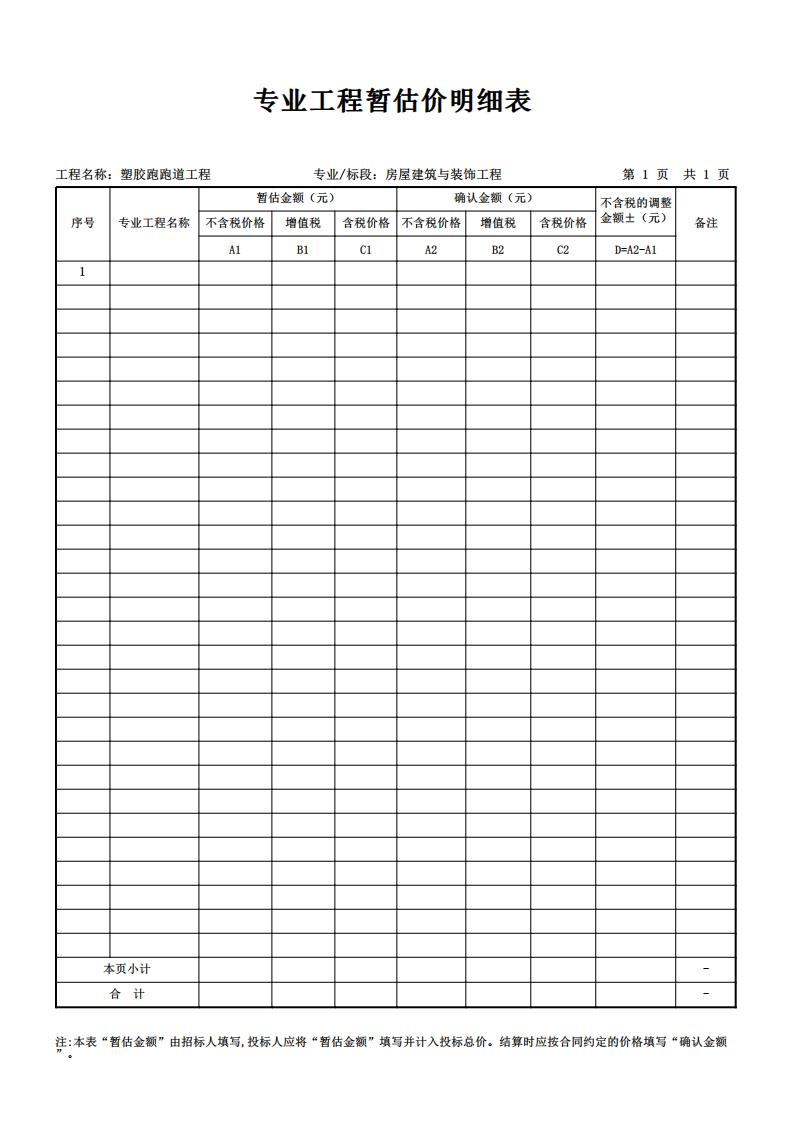 专业工程暂估价明细表
工程名称：塑胶跑跑道工程 专业/标段：房屋建筑与装饰工程 第 1 页 共 1 页
序号 专业工程名称 暂估金额（元） 确认金额（元） 不含税的调整金额±（元） 备注
不含税价格 增值税 含税价格 不含税价格 增值税 含税价格
A1 B1 C1 A2 B2 C2 D=A2-A1
1
本页小计 -
合 计 -
注:本表“暂估金额”由招标人填写,投标人应将“暂估金额”填写并计入投标总价。结算时应按合同约定的价格填写“确认金额
”。